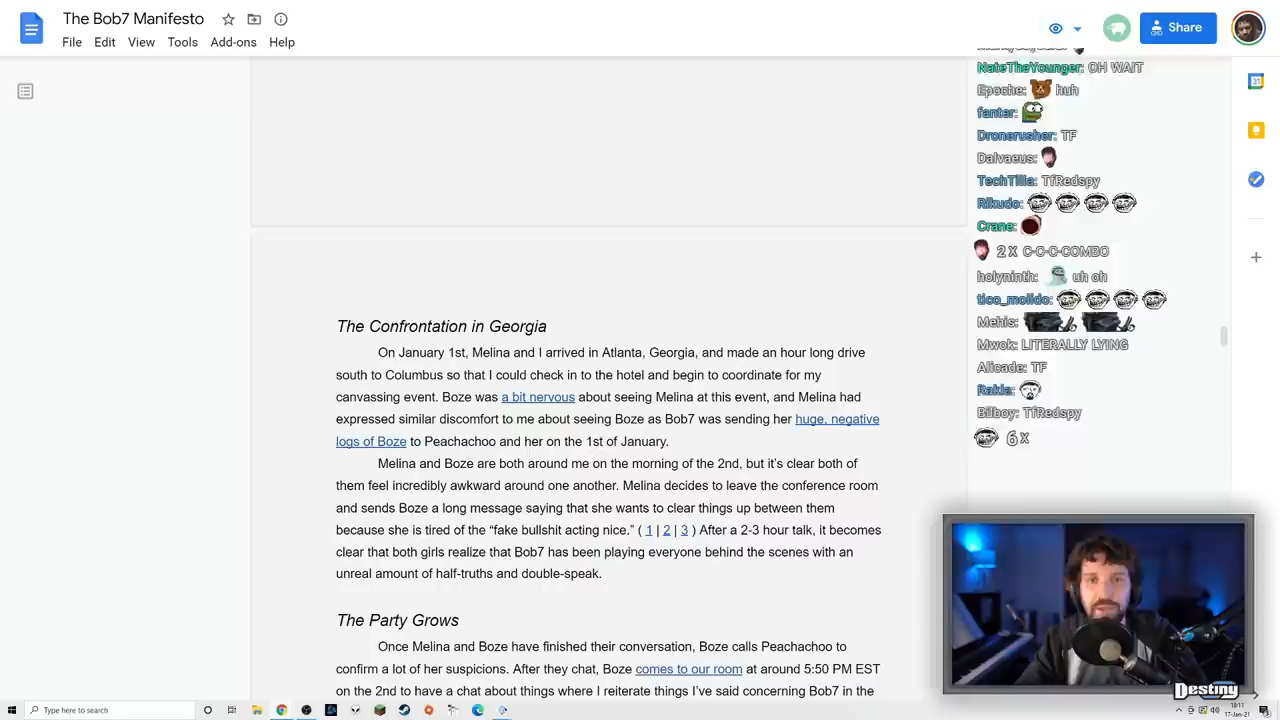 The Bob7 Manifesto
File Edit View Tools Add-ons Help
Share
NateTheYounger: OH WAIT
Epoche: huh
fanter:
Dronerusher: TF
Dalvaeus:
TechTilla: TfRedspy
Rikudo:
Crane:
2 X C-C-C-COMBO
holyninth: uh oh
tico_molido:
Mehis:
Mwok: LITERALLY LYING
Alicade: TF
Rakla:
Bilboy: TfRedspy
6 X
The Confrontation in Georgia
On January 1st, Melina and I arrived in Atlanta, Georgia, and made an hour long drive
south to Columbus so that I could check in to the hotel and begin to coordinate for my
canvassing event. Boze was a bit nervous about seeing Melina at this event, and Melina had
expressed similar discomfort to me about seeing Boze as Bob7 was sending her huge, negative
logs of Boze to Peachachoo and her on the 1st of January.
Melina and Boze are both around me on the morning of the 2nd, but it's clear both of
them feel incredibly awkward around one another. Melina decides to leave the conference room
and sends Boze a long message saying that she wants to clear things up between them
because she is tired of the “fake bullshit acting nice.” ( 1 | 2 | 3 ) After a 2-3 hour talk, it becomes
clear that both girls realize that Bob7 has been playing everyone behind the scenes with an
unreal amount of half-truths and double-speak.
The Party Grows
Once Melina and Boze have finished their conversation, Boze calls Peachachoo to
confirm a lot of her suspicions. After they chat, Boze comes to our room at around 5:50 PM EST
on the 2nd to have a chat about things where I reiterate things I've said concerning Bob7 in the
Destiny
Type here to search
18:11
17-Jan-21
31